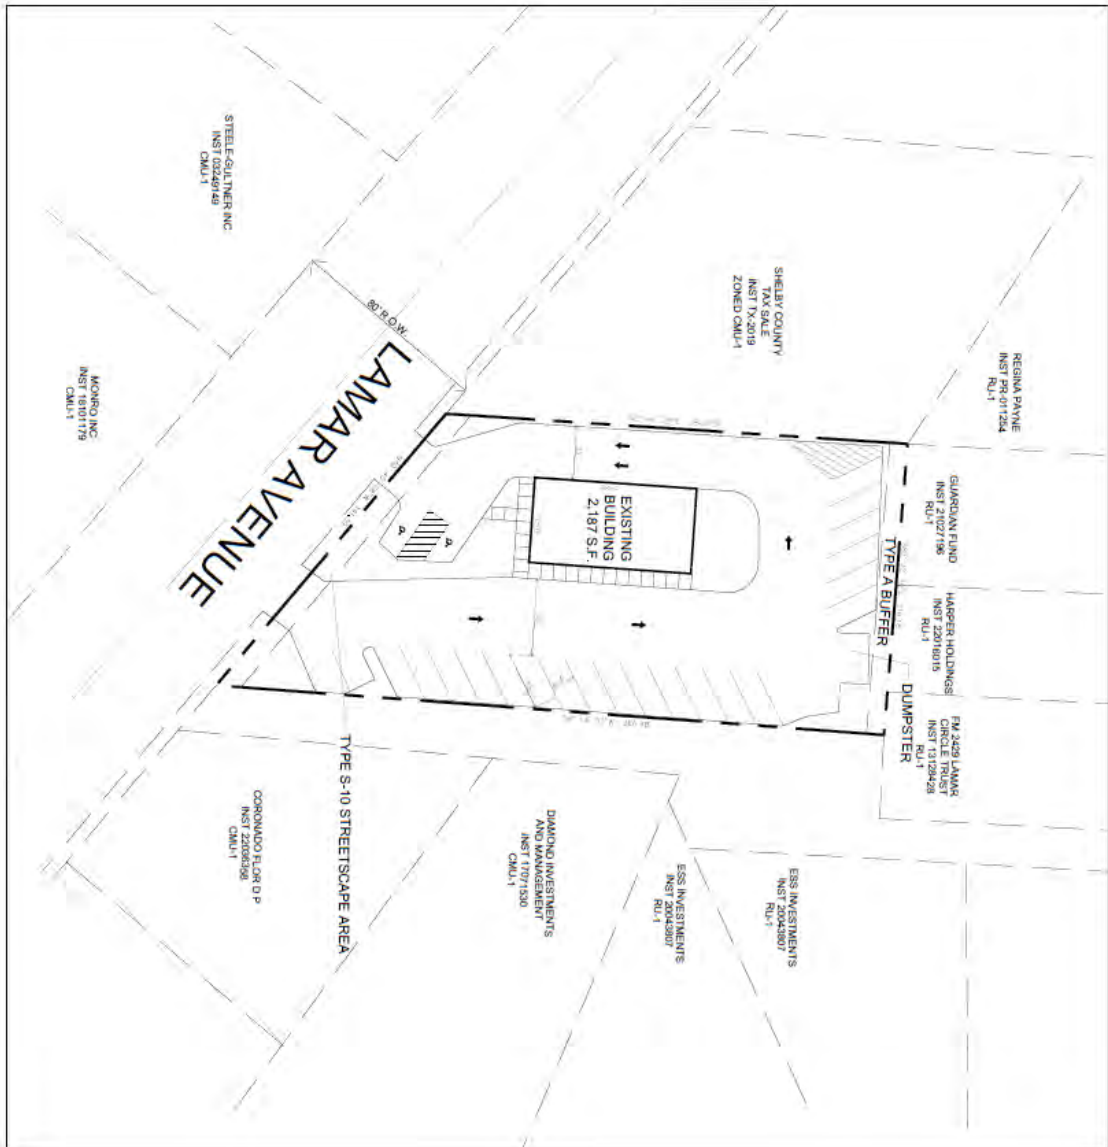 STEELE-GULTNER INC
INST 03249149
CMU-1
MONRO INC
INST 18101179
CMU-1
80' R.O.W.
LAMAR AVENUE
SHELBY COUNTY
TAX SALE
INST TX-2019
ZONED CMU-1
REGINA PAYNE
INST PR-011254
RU-1
GUARDIAN FUND
INST 21027196
RU-1
HARPER HOLDINGS
INST 22016015
RU-1
FM 2429 LAMAR
CIRCLE TRUST
INST 13128428
RU-1
EXISTING
BUILDING
2,187 S.F.
TYPE A BUFFER
DUMPSTER
TYPE S-10 STREETSCAPE AREA
CORONADO FLOR D P
INST 22036358
CMU-1
DIAMOND INVESTMENTS
AND MANAGEMENT
INST 17071530
CMU-1
ESS INVESTMENTS
INST 20043807
RU-1
ESS INVESTMENTS
INST 20043807
RU-1